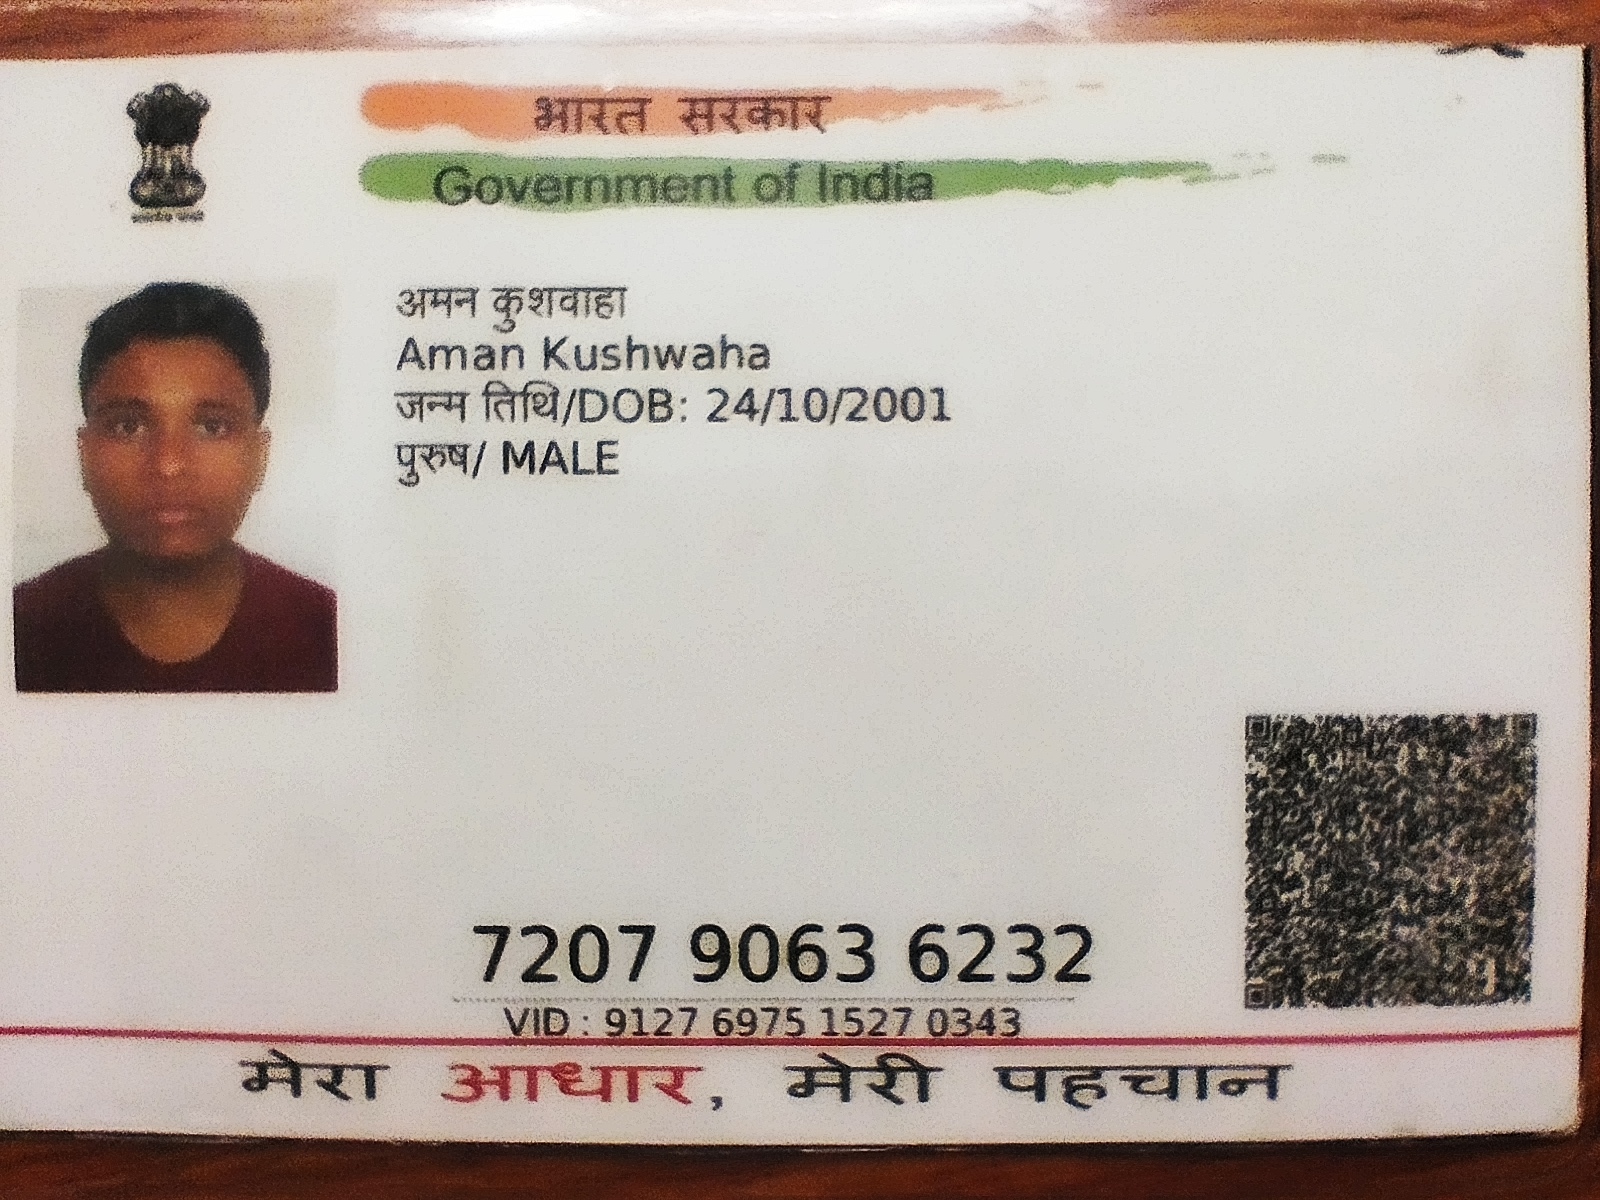 भारत सरकार
Government of India
अमन कुशवाहा
Aman Kushwaha
जन्म तिथि/DOB: 24/10/2001
पुरुष/ MALE
7207 9063 6232
VID : 9127 6975 1527 0343
मेरा आधार, मेरी पहचान